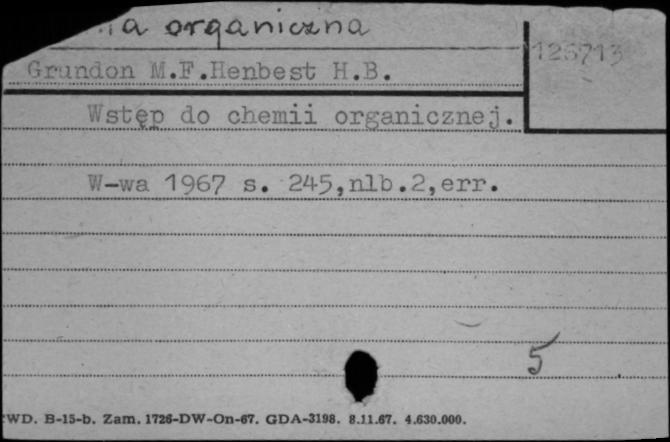 organiczna
126713
Grundon M.F.Henbest H.B.
Wstęp do chemii organicznej.
W-wa 1967 s. 245,nlb.2,err.
5
WD. B-15-b. Zam. 1726-DW-On-67. GDA-3198. 8.11.67. 4.630.000.